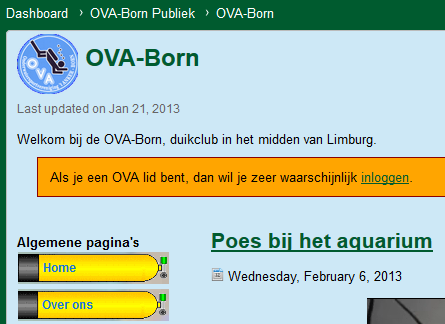 Dashboard › OVA-Born Publiek › OVA-Born
OVA
OVA-Born
Last updated on Jan 21, 2013
Welkom bij de OVA-Born, duikclub in het midden van Limburg.
Als je een OVA lid bent, dan wil je zeer waarschijnlijk inloggen.
Algemene pagina's
Home
Over ons
Poes bij het aquarium
Wednesday, February 6, 2013